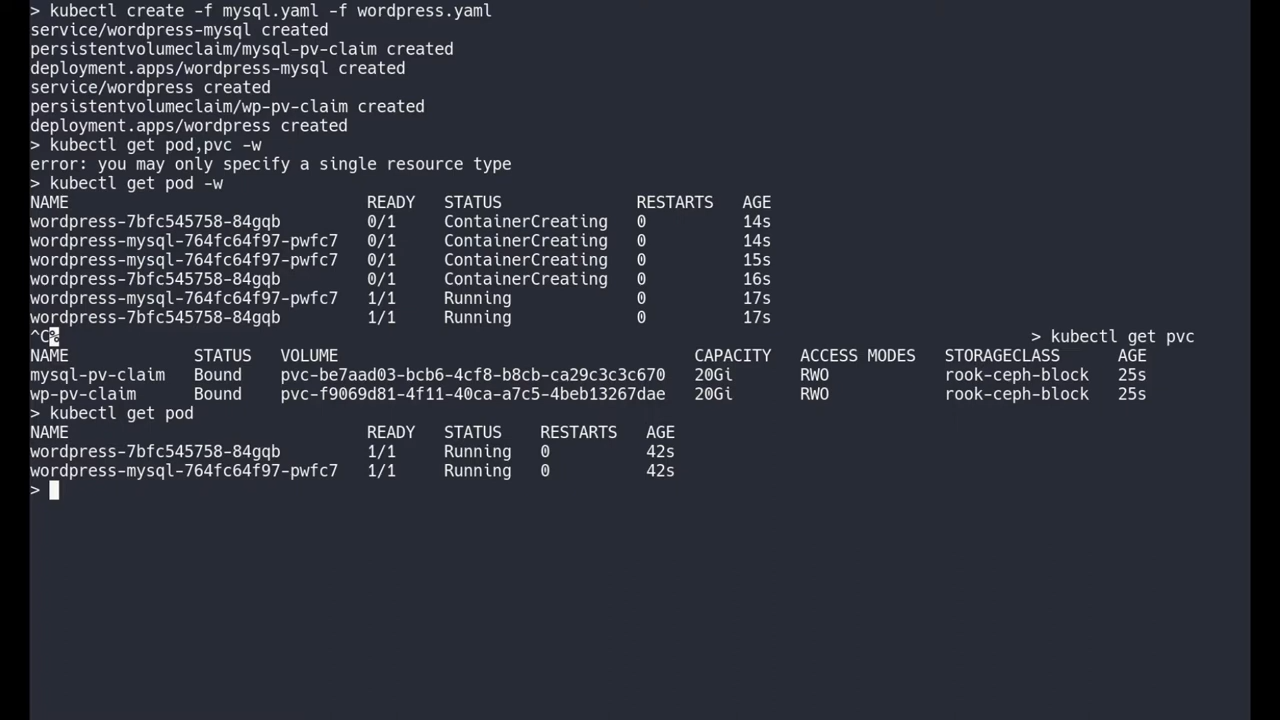 > kubectl create -f mysql.yaml -f wordpress.yaml
service/wordpress-mysql created
persistentvolumeclaim/mysql-pv-claim created
deployment.apps/wordpress-mysql created
service/wordpress created
persistentvolumeclaim/wp-pv-claim created
deployment.apps/wordpress created
> kubectl get pod,pvc -w
error: you may only specify a single resource type
> kubectl get pod -w
NAME READY STATUS RESTARTS AGE
wordpress-7bfc545758-84gqb 0/1 ContainerCreating 0 14s
wordpress-mysql-764fc64f97-pwfc7 0/1 ContainerCreating 0 14s
wordpress-mysql-764fc64f97-pwfc7 0/1 ContainerCreating 0 15s
wordpress-7bfc545758-84gqb 0/1 ContainerCreating 0 16s
wordpress-mysql-764fc64f97-pwfc7 1/1 Running 0 17s
wordpress-7bfc545758-84gqb 1/1 Running 0 17s
^C% > kubectl get pvc
NAME STATUS VOLUME CAPACITY ACCESS MODES STORAGECLASS AGE
mysql-pv-claim Bound pvc-be7aad03-bcb6-4cf8-b8cb-ca29c3c3c670 20Gi RWO rook-ceph-block 25s
wp-pv-claim Bound pvc-f9069d81-4f11-40ca-a7c5-4beb13267dae 20Gi RWO rook-ceph-block 25s
> kubectl get pod
NAME READY STATUS RESTARTS AGE
wordpress-7bfc545758-84gqb 1/1 Running 0 42s
wordpress-mysql-764fc64f97-pwfc7 1/1 Running 0 42s
>